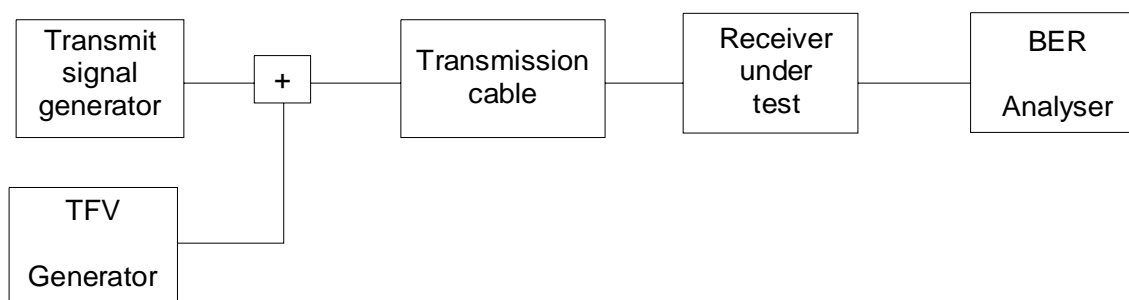 Transmit
signal
generator
+
Transmission
cable
Receiver
under
test
BER
Analyser
TFV
Generator